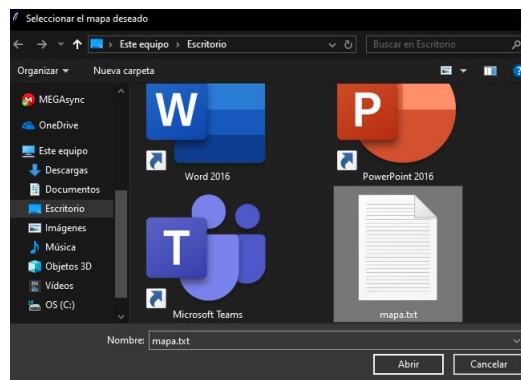 Seleccionar el mapa deseado
Este equipo > Escritorio
Buscar en Escritorio
Organizar
Nueva carpeta
MEGAsync
OneDrive
Este equipo
Descargas
Documentos
Escritorio
Imágenes
Música
Objetos 3D
Vídeos
OS (C:)
W
Word 2016
P
PowerPoint 2016
T
Microsoft Teams
mapa.txt
Nombre: mapa.txt
Abrir
Cancelar